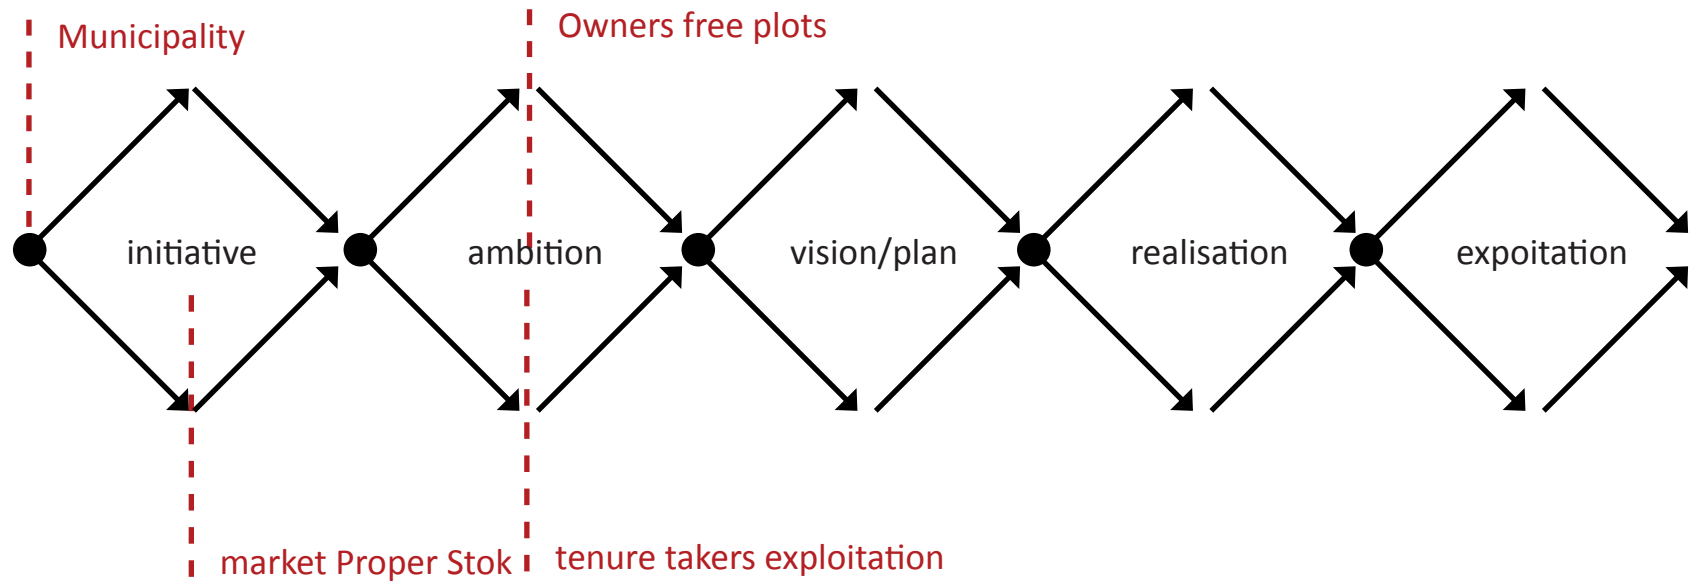 Municipality
Owners free plots
initiative
ambition
vision/plan
realisation
expoitation
market Proper Stok
tenure takers exploitation